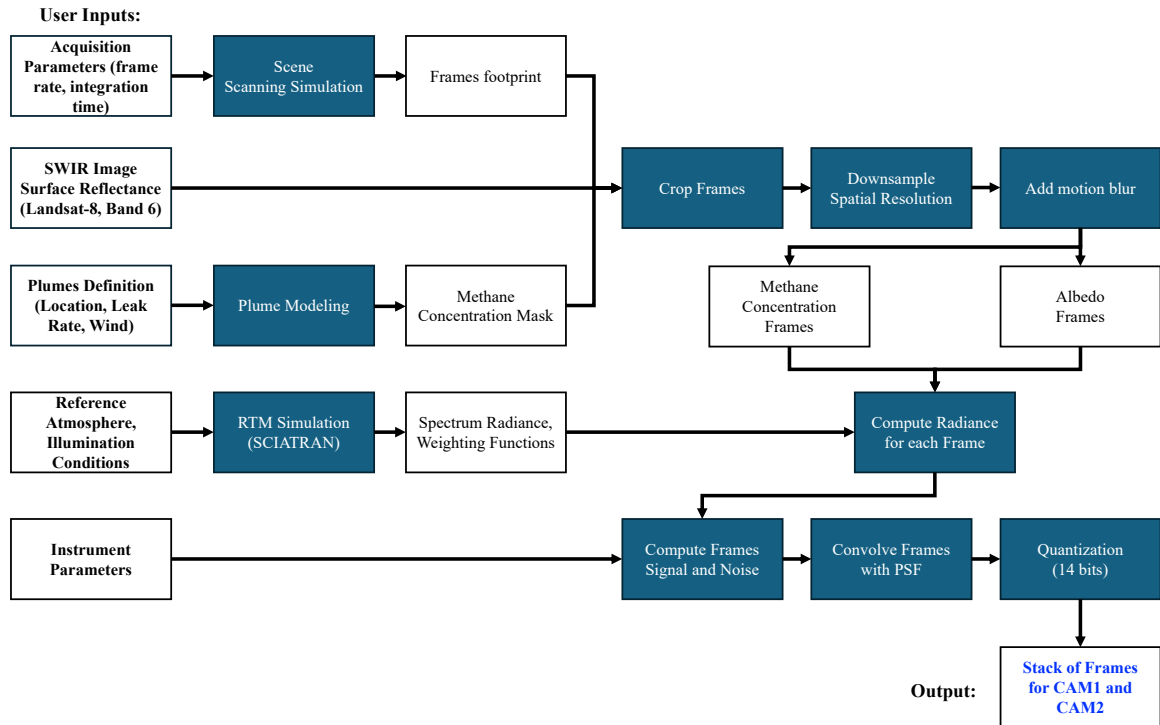 User Inputs:
Acquisition
Parameters (frame
rate, integration
time)
Scene
Scanning Simulation
Frames footprint
SWIR Image
Surface Reflectance
(Landsat-8, Band 6)
Crop Frames
Downsample
Spatial Resolution
Add motion blur
Plumes Definition
(Location, Leak
Rate, Wind)
Plume Modeling
Methane
Concentration Mask
Methane
Concentration
Frames
Albedo
Frames
Reference
Atmosphere,
Illumination
Conditions
RTM Simulation
(SCIATRAN)
Spectrum Radiance,
Weighting Functions
Compute Radiance
for each Frame
Instrument
Parameters
Compute Frames
Signal and Noise
Convolve Frames
with PSF
Quantization
(14 bits)
Output:
Stack of Frames
for CAM1 and
CAM2